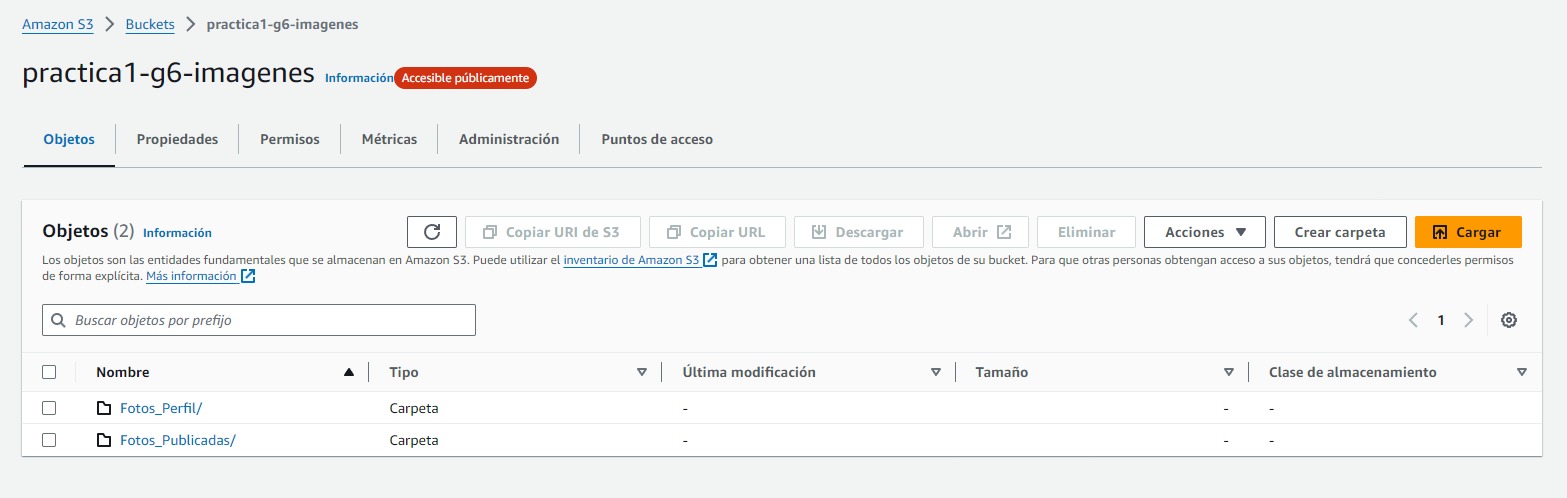 Amazon S3 > Buckets > practica1-g6-imagenes
practica1-g6-imagenes Información Accesible públicamente
Objetos Propiedades Permisos Métricas Administración Puntos de acceso
Objetos (2) Información Copiar URI de S3 Copiar URL Descargar Abrir Eliminar Acciones Crear carpeta Cargar
Los objetos son las entidades fundamentales que se almacenan en Amazon S3. Puede utilizar el inventario de Amazon S3 para obtener una lista de todos los objetos de su bucket. Para que otras personas obtengan acceso a sus objetos, tendrá que concederles permisos
de forma explícita. Más información
Buscar objetos por prefijo 1
Nombre Tipo Última modificación Tamaño Clase de almacenamiento
Fotos_Perfil/ Carpeta - - -
Fotos_Publicadas/ Carpeta - - -